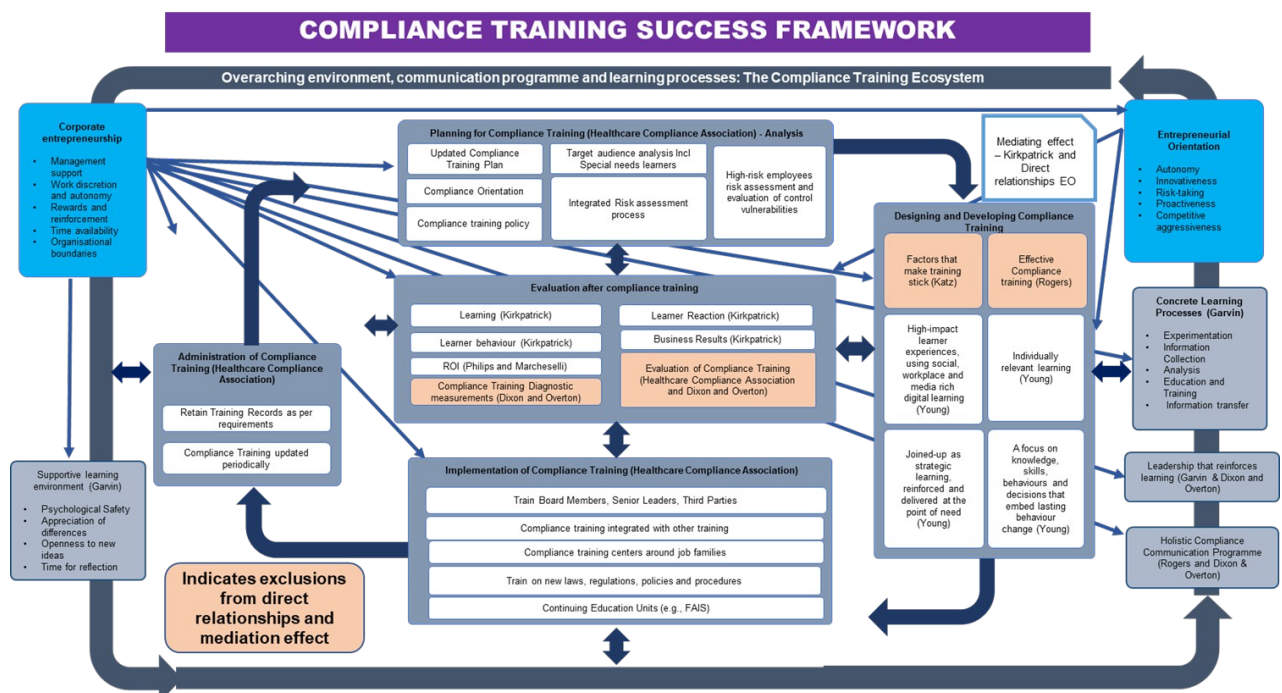 COMPLIANCE TRAINING SUCCESS FRAMEWORK
Overarching environment, communication programme and learning processes: The Compliance Training Ecosystem
Corporate
entrepreneurship
Management
support
Work discretion
and autonomy
Rewards and
reinforcement
Time availability
Organisational
boundaries
Planning for Compliance Training (Healthcare Compliance Association) - Analysis
Updated Compliance
Training Plan
Compliance Orientation
Compliance training policy
Target audience analysis Incl
Special needs learners
Integrated Risk assessment
process
High-risk employees
risk assessment and
evaluation of control
vulnerabilities
Mediating effect
– Kirkpatrick and
Direct
relationships EO
Entrepreneurial
Orientation
Autonomy
Innovativeness
Risk-taking
Proactiveness
Competitive
aggressiveness
Designing and Developing Compliance
Training
Factors that
make training
stick (Katz)
Effective
Compliance
training (Rogers)
High-impact
learner
experiences,
using social,
workplace and
media rich
digital learning
(Young)
Individually
relevant learning
(Young)
Joined-up as
strategic
learning,
reinforced and
delivered at the
point of need
(Young)
A focus on
knowledge,
skills,
behaviours and
decisions that
embed lasting
behaviour
change (Young)
Evaluation after compliance training
Learning (Kirkpatrick)
Learner behaviour (Kirkpatrick)
ROI (Philips and Marcheselli)
Compliance Training Diagnostic
measurements (Dixon and Overton)
Learner Reaction (Kirkpatrick)
Business Results (Kirkpatrick)
Evaluation of Compliance Training
(Healthcare Compliance Association
and Dixon and Overton)
Concrete Learning
Processes (Garvin)
Experimentation
Information
Collection
Analysis
Education and
Training
Information transfer
Administration of Compliance
Training (Healthcare Compliance
Association)
Retain Training Records as per
requirements
Compliance Training updated
periodically
Supportive learning
environment (Garvin)
Psychological Safety
Appreciation of
differences
Openness to new
ideas
Time for reflection
Implementation of Compliance Training (Healthcare Compliance Association)
Train Board Members, Senior Leaders, Third Parties
Compliance training integrated with other training
Compliance training centers around job families
Train on new laws, regulations, policies and procedures
Continuing Education Units (e.g., FAIS)
Leadership that reinforces
learning (Garvin & Dixon and
Overton)
Holistic Compliance
Communication Programme
(Rogers and Dixon &
Overton)
Indicates exclusions
from direct
relationships and
mediation effect